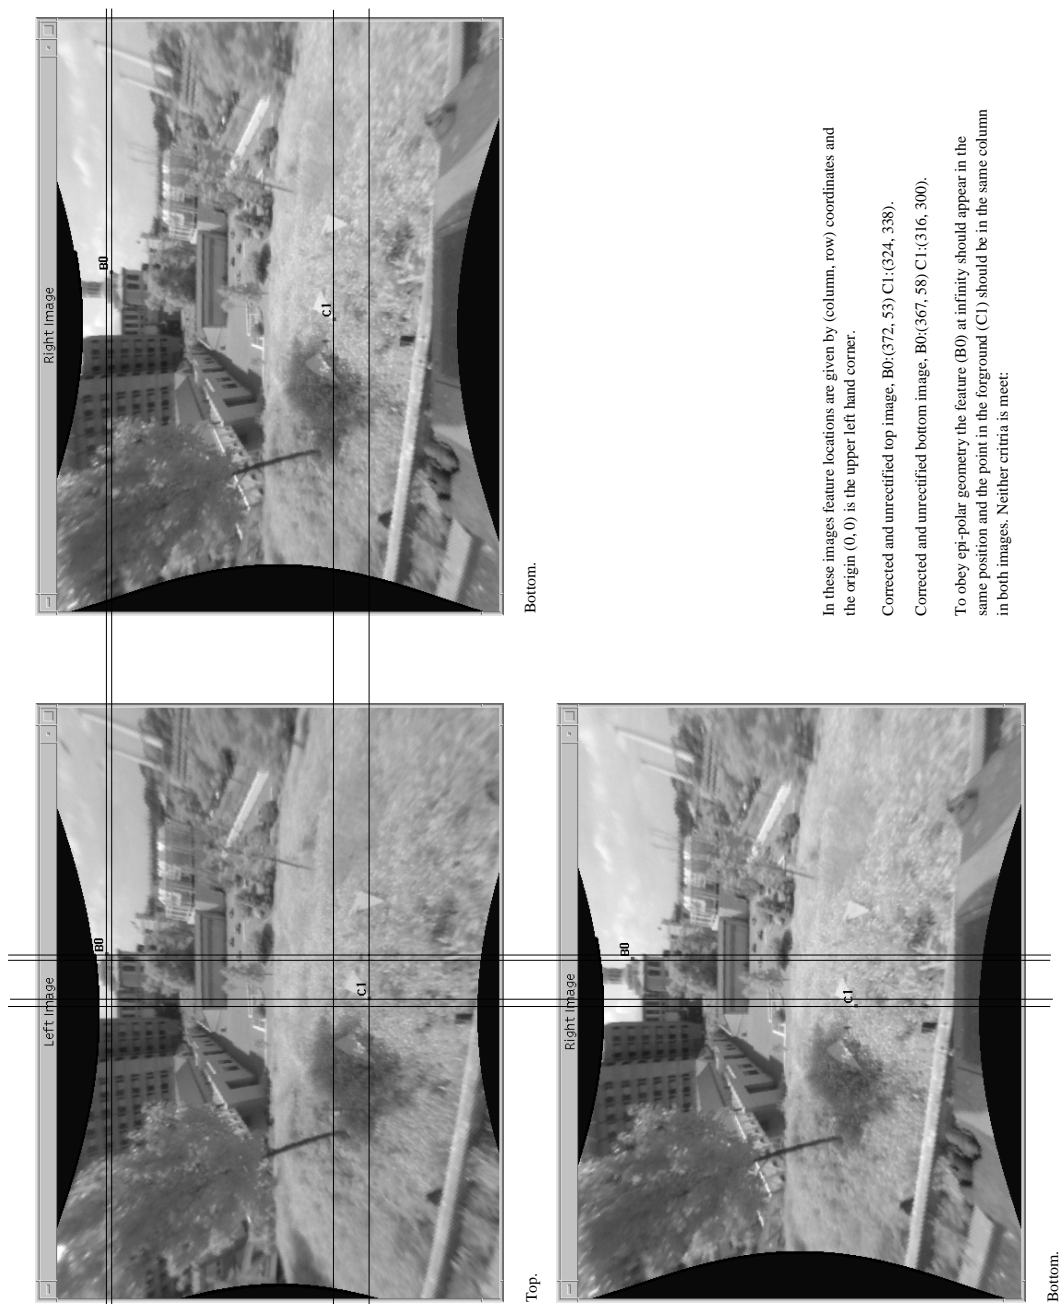 Left Image
B0
C1
Top.
Right Image
B0
C1
Bottom.
Right Image
B0
C1
Bottom.
In these images feature locations are given by (column, row) coordinates and
the origin (0, 0) is the upper left hand corner.
Corrected and unrectified top image, B0:(372, 53) C1:(324, 338).
Corrected and unrectified bottom image, B0:(367, 58) C1:(316, 300).
To obey epi-polar geometry the feature (B0) at infinity should appear in the
same position and the point in the forground (C1) should be in the same column
in both images. Neither critria is meet: